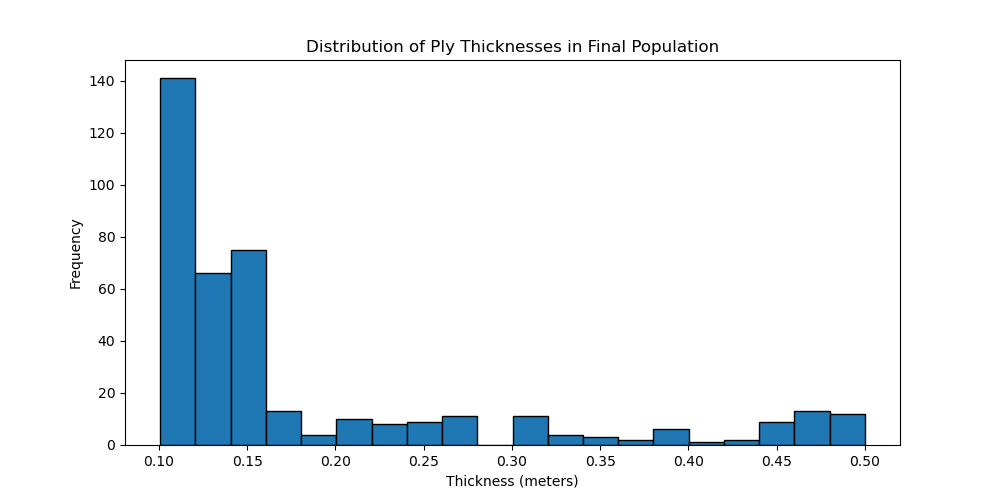 Distribution of Ply Thicknesses in Final Population
140
120
100
80
60
40
20
0
Frequency
0.10 0.15 0.20 0.25 0.30 0.35 0.40 0.45 0.50
Thickness (meters)